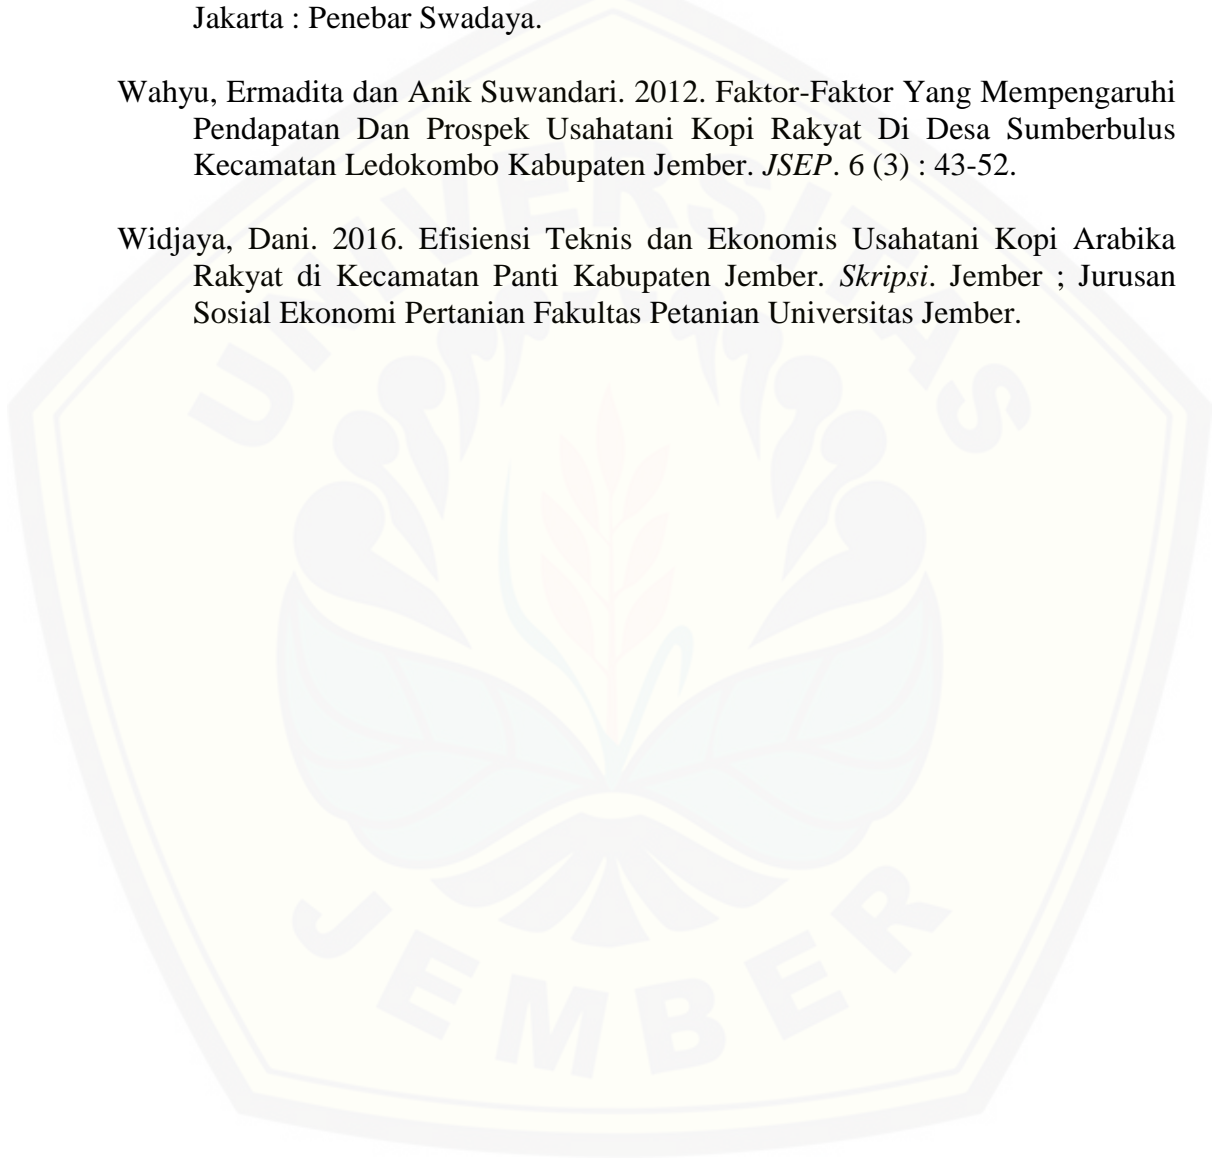 Jakarta : Penebar Swadaya.
Wahyu, Ermadita dan Anik Suwandari. 2012. Faktor-Faktor Yang Mempengaruhi
Pendapatan Dan Prospek Usahatani Kopi Rakyat Di Desa Sumberbulus
Kecamatan Ledokombo Kabupaten Jember. JSEP. 6 (3) : 43-52.
Widjaya, Dani. 2016. Efisiensi Teknis dan Ekonomis Usahatani Kopi Arabika
Rakyat di Kecamatan Panti Kabupaten Jember. Skripsi. Jember ; Jurusan
Sosial Ekonomi Pertanian Fakultas Petanian Universitas Jember.
UNIVERSITAS
JEMBER